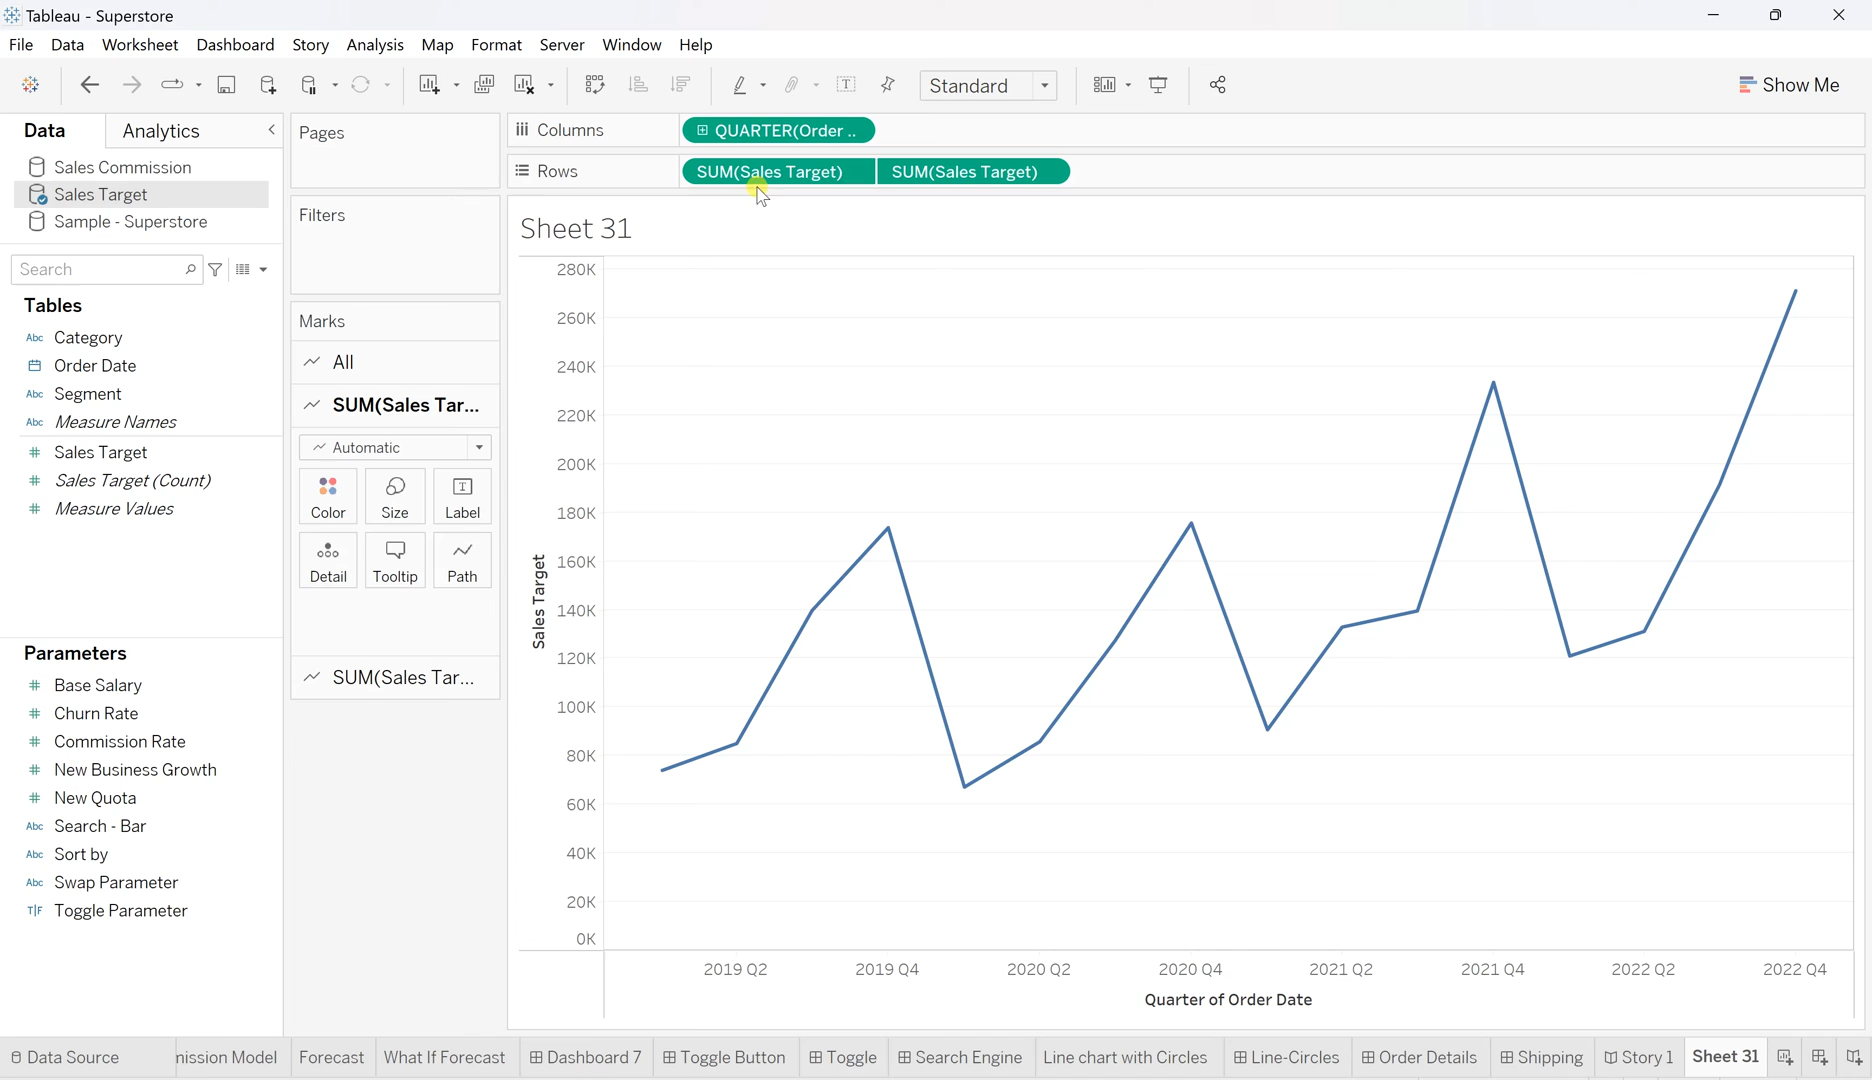 Tableau - Superstore
File Data Worksheet Dashboard Story Analysis Map Format Server Window Help
Standard
Show Me
Data
Analytics
Sales Commission
Sales Target
Sample - Superstore
Search
Tables
Abc Category
Order Date
Abc Segment
Abc Measure Names
# Sales Target
# Sales Target (Count)
# Measure Values
Parameters
# Base Salary
# Churn Rate
# Commission Rate
# New Business Growth
# New Quota
Abc Search - Bar
Abc Sort by
Abc Swap Parameter
T|F Toggle Parameter
Pages
Filters
Marks
All
SUM(Sales Tar...
Automatic
Color Size Label
Detail Tooltip Path
SUM(Sales Tar...
Columns
QUARTER(Order ..
Rows
SUM(Sales Target) SUM(Sales Target)
Sheet 31
280K
260K
240K
220K
200K
180K
160K
140K
120K
100K
80K
60K
40K
20K
0K
Sales Target
2019 Q2 2019 Q4 2020 Q2 2020 Q4 2021 Q2 2021 Q4 2022 Q2 2022 Q4
Quarter of Order Date
Data Source nission Model Forecast What If Forecast Dashboard 7 Toggle Button Toggle Search Engine Line chart with Circles Line-Circles Order Details Shipping Story 1 Sheet 31